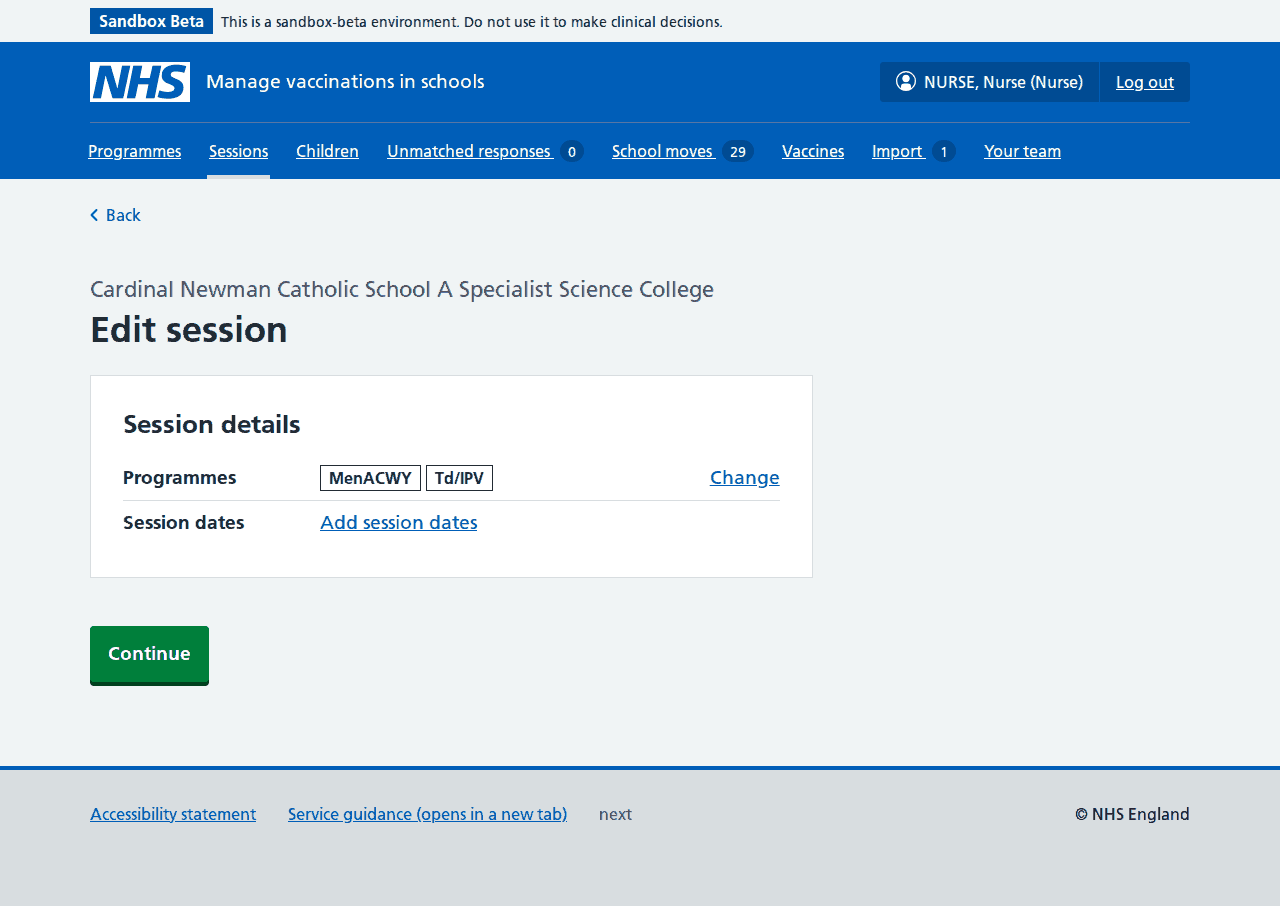 Sandbox Beta This is a sandbox-beta environment. Do not use it to make clinical decisions.
NHS Manage vaccinations in schools NURSE, Nurse (Nurse) Log out
Programmes Sessions Children Unmatched responses 0 School moves 29 Vaccines Import 1 Your team
Back
Cardinal Newman Catholic School A Specialist Science College
Edit session
Session details
Programmes MenACWY Td/IPV Change
Session dates Add session dates
Continue
Accessibility statement Service guidance (opens in a new tab) next © NHS England